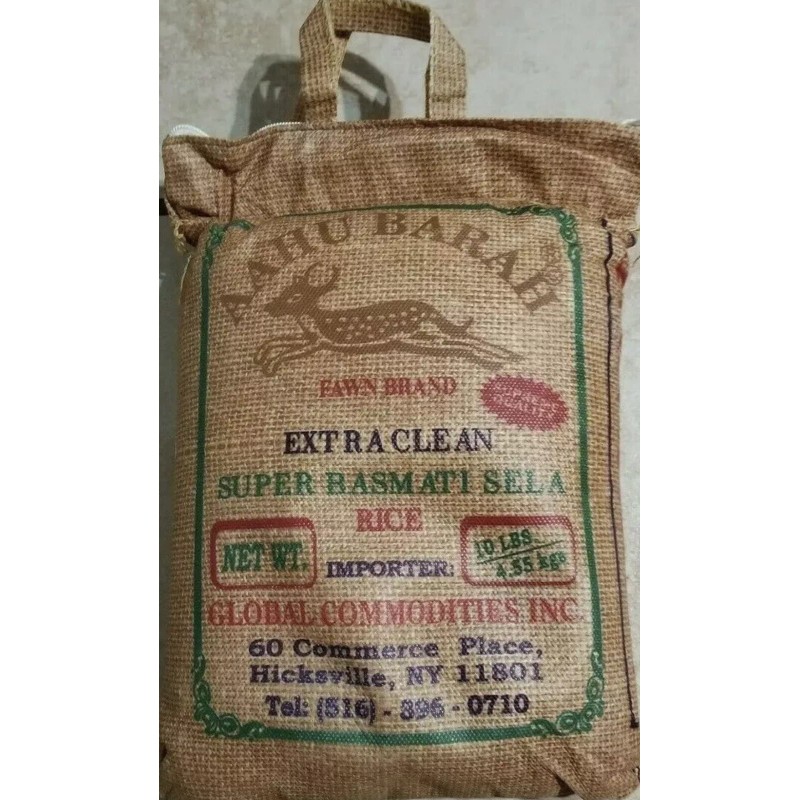 AAHU BARAH
FAWN BRAND
EXTRA CLEAN
SUPER BASMATI SELA
RICE
NET WT.
10 LBS.
4.55 kgs
IMPORTER:
GLOBAL COMMODITIES INC.
60 Commerce Place,
Hicksville, NY 11801
Tel: (516) - 896 - 0710